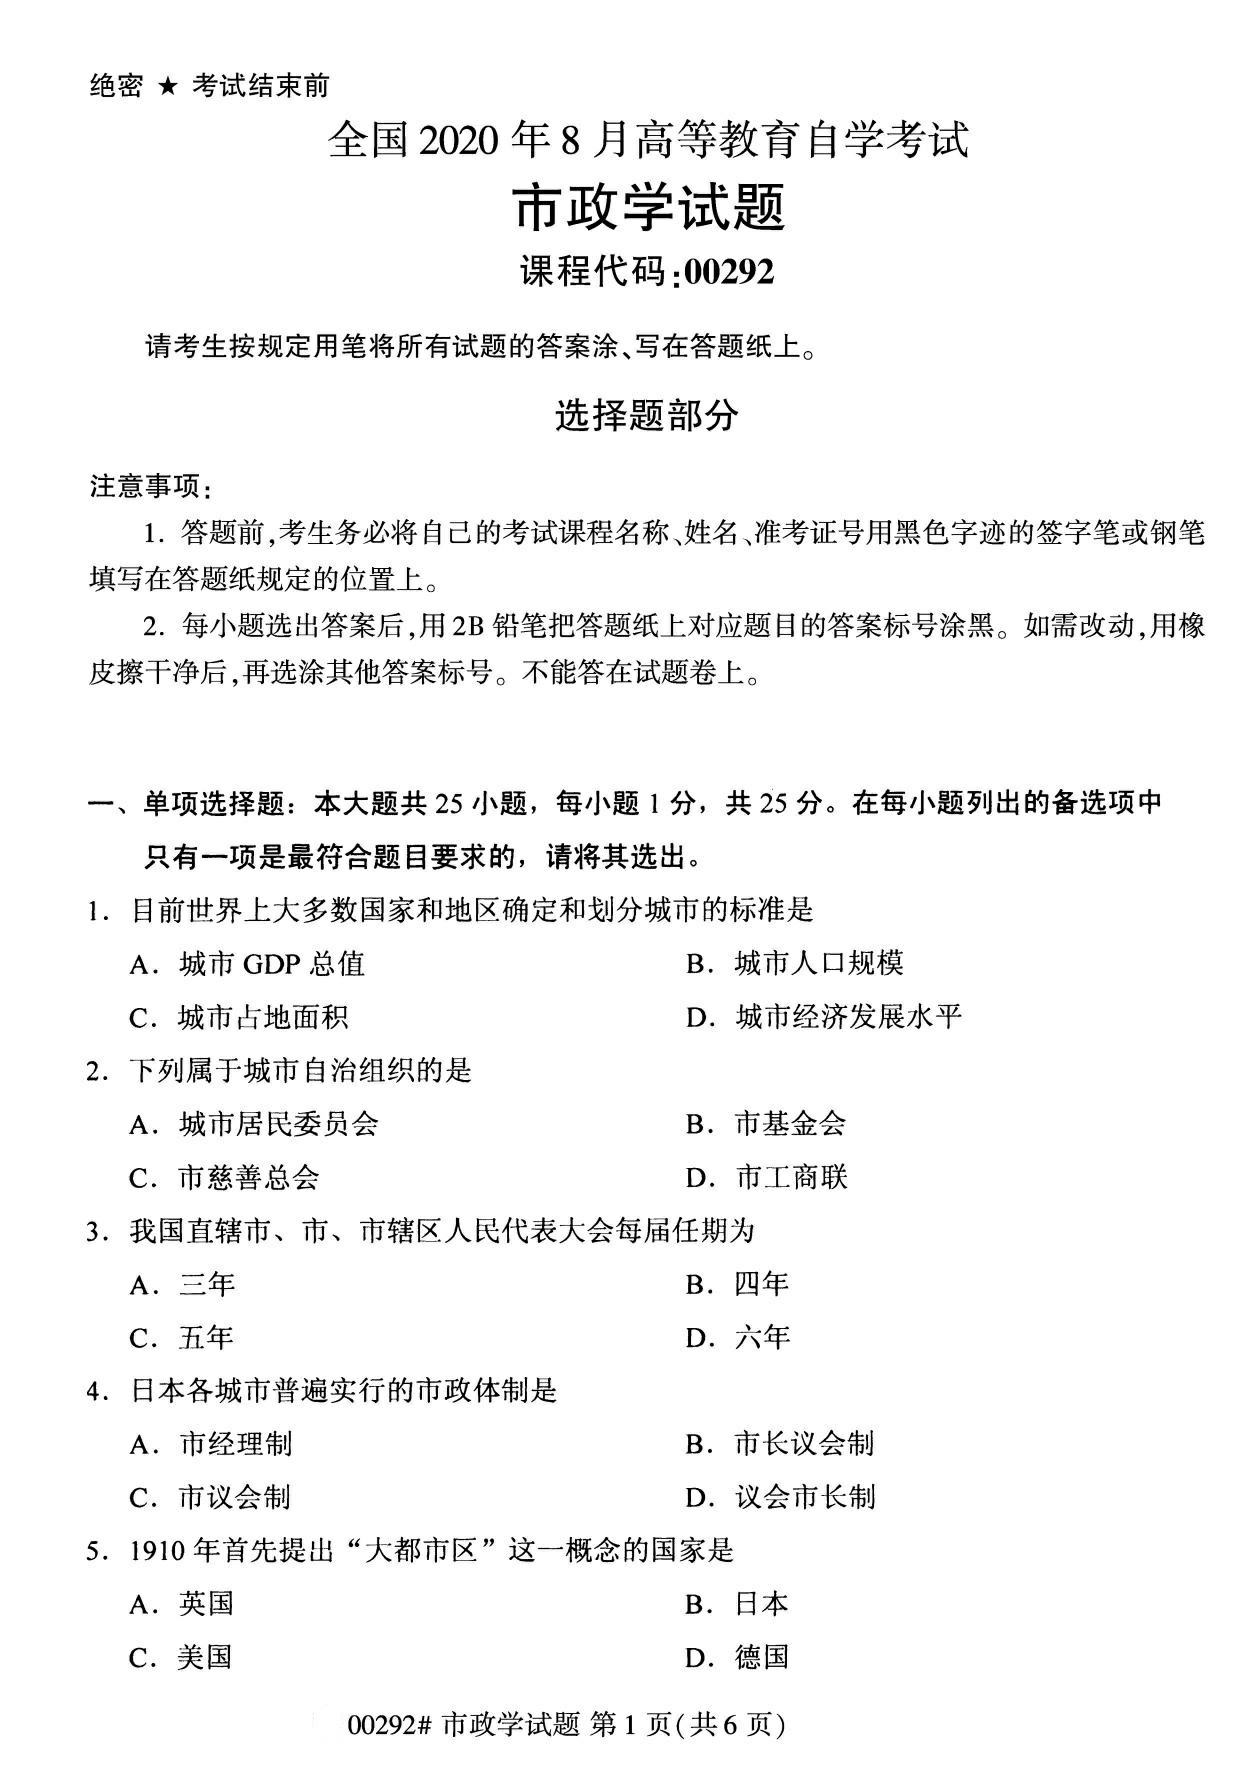 绝密 ★ 考试结束前
全国 2020 年 8 月高等教育自学考试
市政学试题
课程代码:00292
请考生按规定用笔将所有试题的答案涂、写在答题纸上。
选择题部分
注意事项:
1. 答题前,考生务必将自己的考试课程名称、姓名、准考证号用黑色字迹的签字笔或钢笔
填写在答题纸规定的位置上。
2. 每小题选出答案后,用 2B 铅笔把答题纸上对应题目的答案标号涂黑。如需改动,用橡
皮擦干净后,再选涂其他答案标号。不能答在试题卷上。
一、单项选择题：本大题共 25 小题，每小题 1 分，共 25 分。在每小题列出的备选项中
只有一项是最符合题目要求的，请将其选出。
1．目前世界上大多数国家和地区确定和划分城市的标准是
A．城市 GDP 总值 B．城市人口规模
C．城市占地面积 D．城市经济发展水平
2．下列属于城市自治组织的是
A．城市居民委员会 B．市基金会
C．市慈善总会 D．市工商联
3．我国直辖市、市、市辖区人民代表大会每届任期为
A．三年 B．四年
C．五年 D．六年
4．日本各城市普遍实行的市政体制是
A．市经理制 B．市长议会制
C．市议会制 D．议会市长制
5．1910 年首先提出“大都市区”这一概念的国家是
A．英国 B．日本
C．美国 D．德国
00292# 市政学试题 第 1 页(共 6 页)